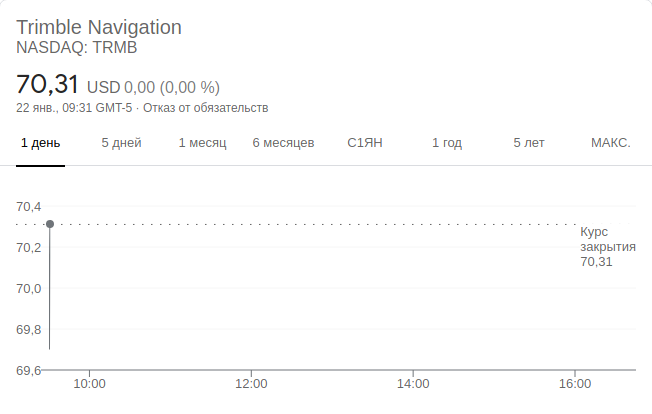 Trimble Navigation
NASDAQ: TRMB
70,31 USD 0,00 (0,00 %)
22 янв., 09:31 GMT-5 · Отказ от обязательств
1 день 5 дней 1 месяц 6 месяцев С1ЯН 1 год 5 лет МАКС.
70,4
Курс
закрытия
70,31
70,2
70,0
69,8
69,6
10:00 12:00 14:00 16:00